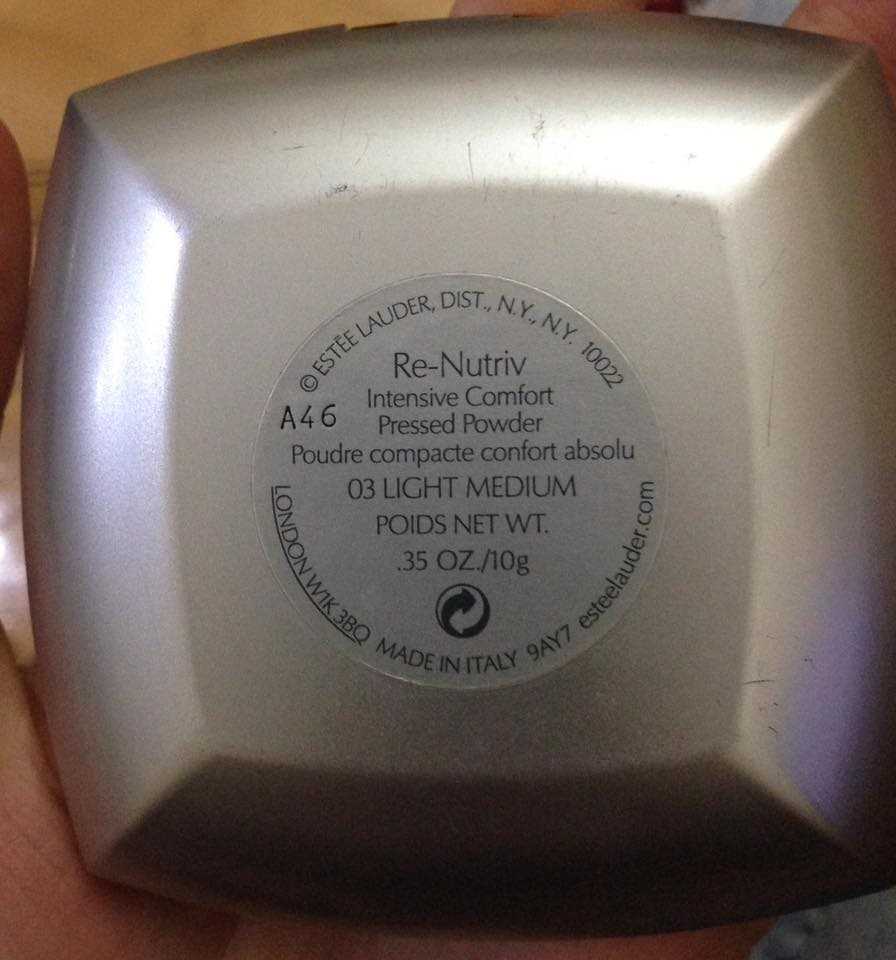 © ESTĒE LAUDER, DIST., N.Y., N.Y. 10022
Re-Nutriv
Intensive Comfort
A46
Pressed Powder
Poudre compacte confort absolu
03 LIGHT MEDIUM
POIDS NET WT.
.35 OZ./10g
LONDON W1K 3BQ MADE IN ITALY 9AY7 esteelauder.com